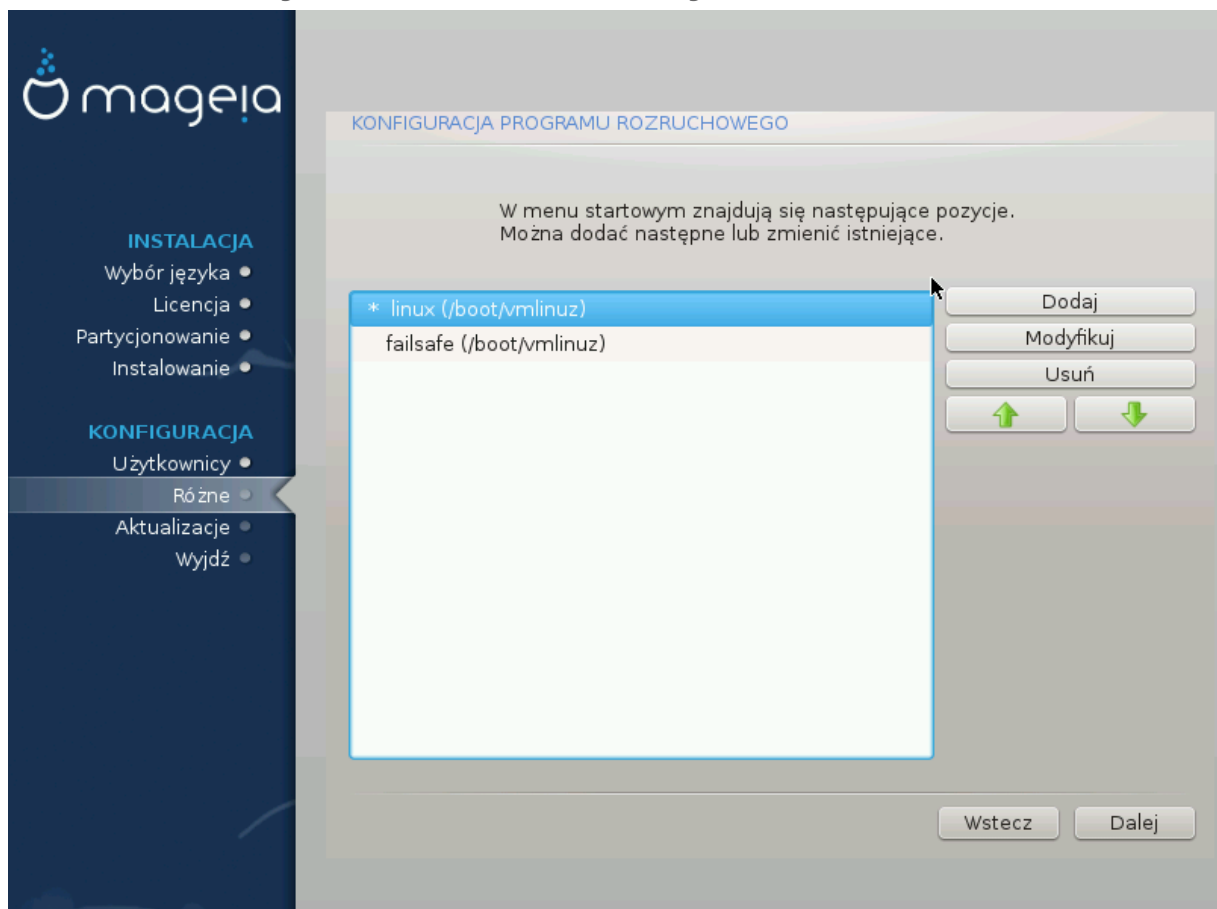 mageia
INSTALACJA
Wybór języka
Licencja
Partycjonowanie
Instalowanie
KONFIGURACJA
Użytkownicy
Różne
Aktualizacje
Wyjdź
KONFIGURACJA PROGRAMU ROZRUCHOWEGO
W menu startowym znajdują się następujące pozycje.
Można dodać następne lub zmienić istniejące.
* linux (/boot/vmlinuz)
failsafe (/boot/vmlinuz)
Dodaj
Modyfikuj
Usuń
Wstecz
Dalej